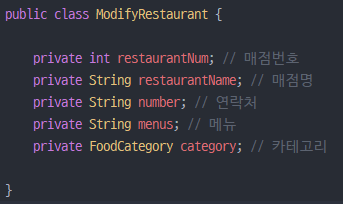 public class ModifyRestaurant {
private int restaurantNum; // 매점번호
private String restaurantName; // 매점명
private String number; // 연락처
private String menus; // 메뉴
private FoodCategory category; // 카테고리
}